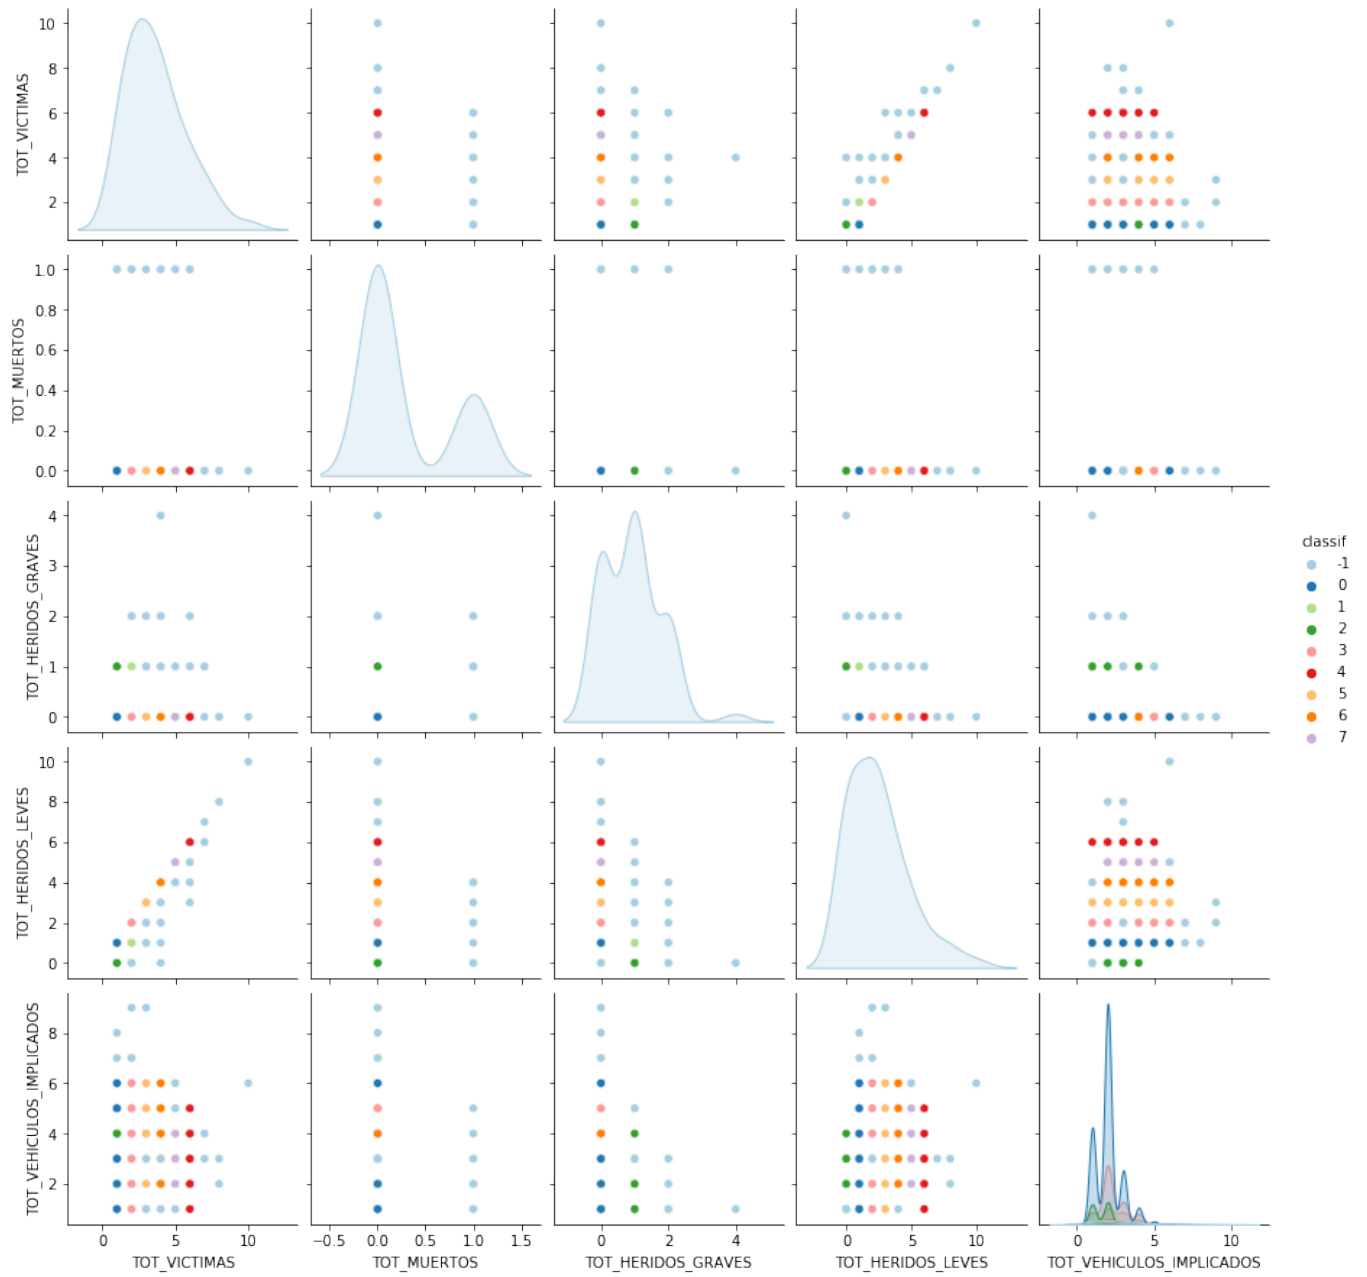 TOT_VICTIMAS
10
8
6
4
2
TOT_MUERTOS
1.0
0.8
0.6
0.4
0.2
0.0
TOT_HERIDOS_GRAVES
4
3
2
1
0
classif
-1
0
1
2
3
4
5
6
7
TOT_HERIDOS_LEVES
10
8
6
4
2
0
TOT_VEHICULOS_IMPLICADOS
8
6
4
2
0 5 10
−0.5 0.0 0.5 1.0 1.5
0 2 4
0 5 10
0 5 10
TOT_VICTIMAS
TOT_MUERTOS
TOT_HERIDOS_GRAVES
TOT_HERIDOS_LEVES
TOT_VEHICULOS_IMPLICADOS